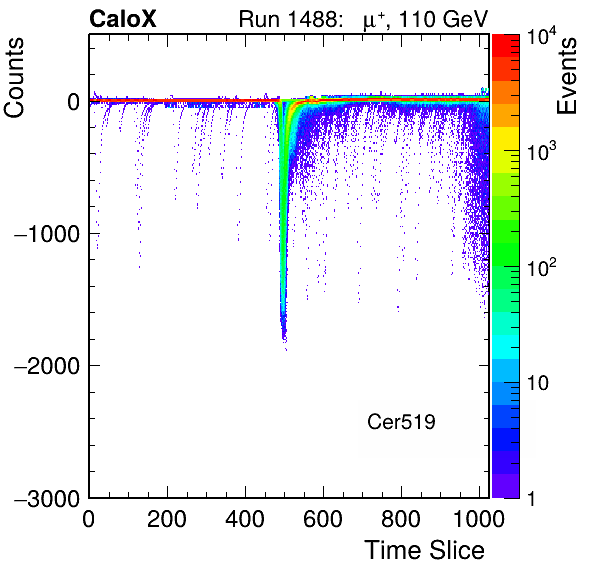 CaloX Run 1488: μ⁺, 110 GeV
Counts
Events
0
−1000
−2000
−3000
10⁴
10³
10²
10
1
Cer519
0 200 400 600 800 1000
Time Slice